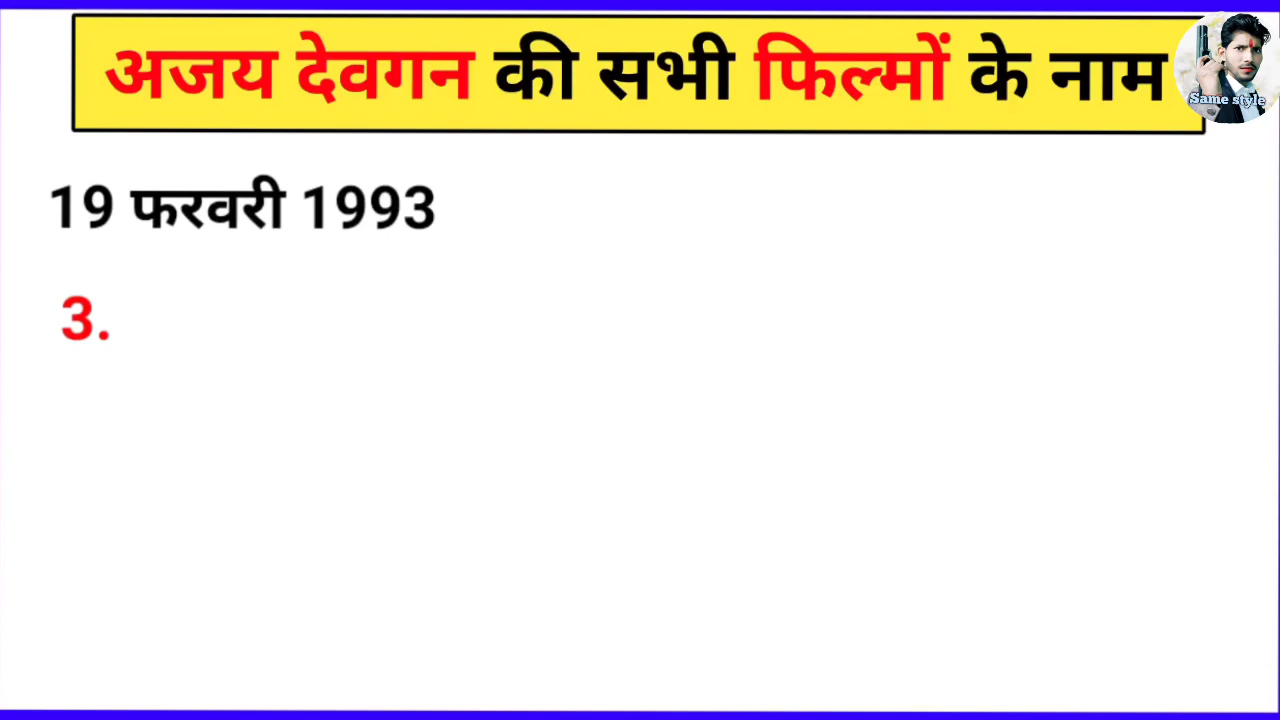 अजय देवगन की सभी फिल्मों के नाम
Same style
19 फरवरी 1993
3.